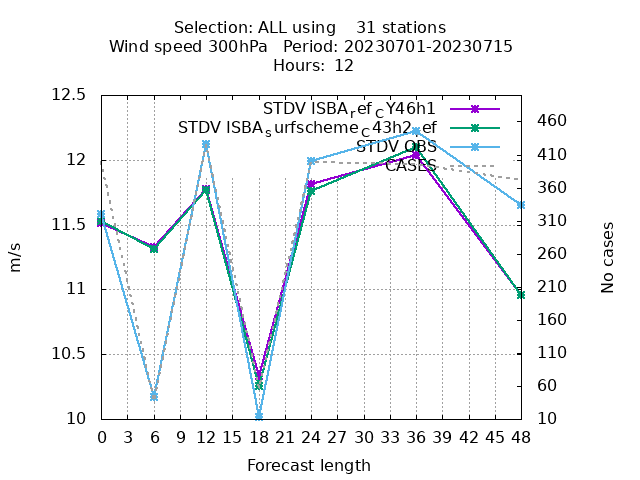 Selection: ALL using    31 stations
Wind speed 300hPa   Period: 20230701-20230715
Hours:  12
12.5
12
11.5
11
10.5
10
m/s
STDV ISBA_ref_CY46h1
STDV ISBA_surfscheme_C43h2_ef
STDV OBS
CASES
460
410
360
310
260
210
160
110
60
10
No cases
0 3 6 9 12 15 18 21 24 27 30 33 36 39 42 45 48
Forecast length